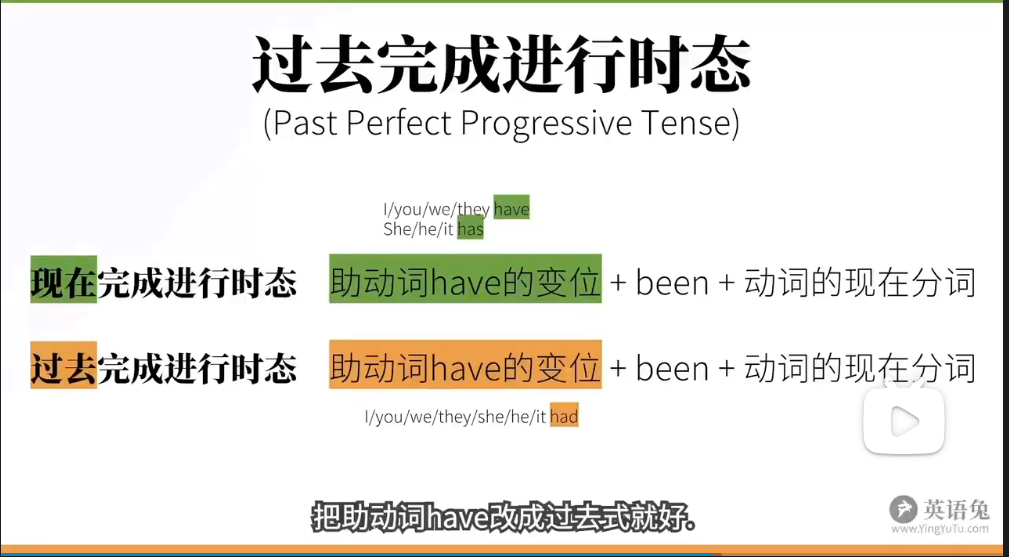 过去完成进行时态
(Past Perfect Progressive Tense)
I/you/we/they have
She/he/it has
现在完成进行时态 助动词have的变位 + been + 动词的现在分词
过去完成进行时态 助动词have的变位 + been + 动词的现在分词
I/you/we/they/she/he/it had
把助动词have改成过去式就好.
英语兔
www.YingYuTu.com